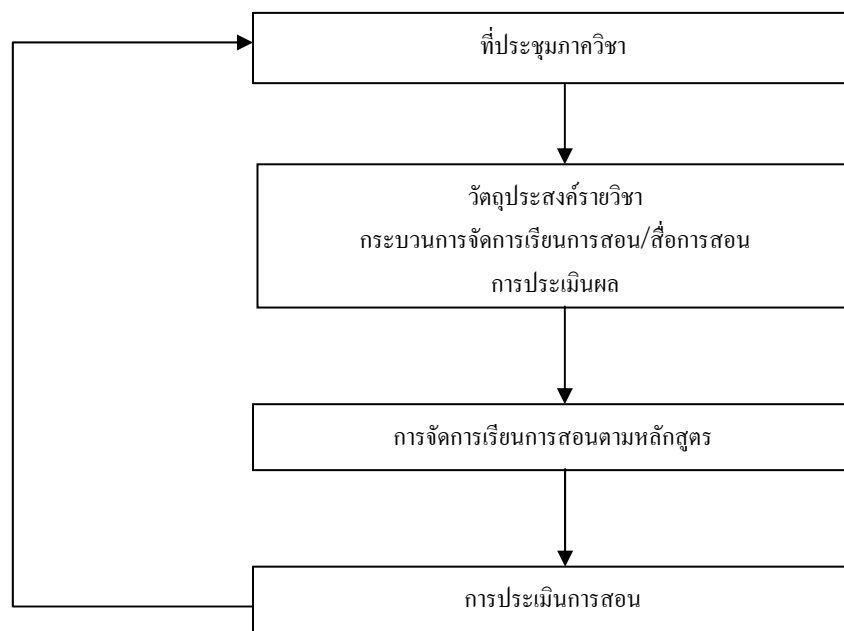 ที่ประชุมภาควิชา
วัตถุประสงค์รายวิชา
กระบวนการจัดการเรียนการสอน/สื่อการสอน
การประเมินผล
การจัดการเรียนการสอนตามหลักสูตร
การประเมินการสอน